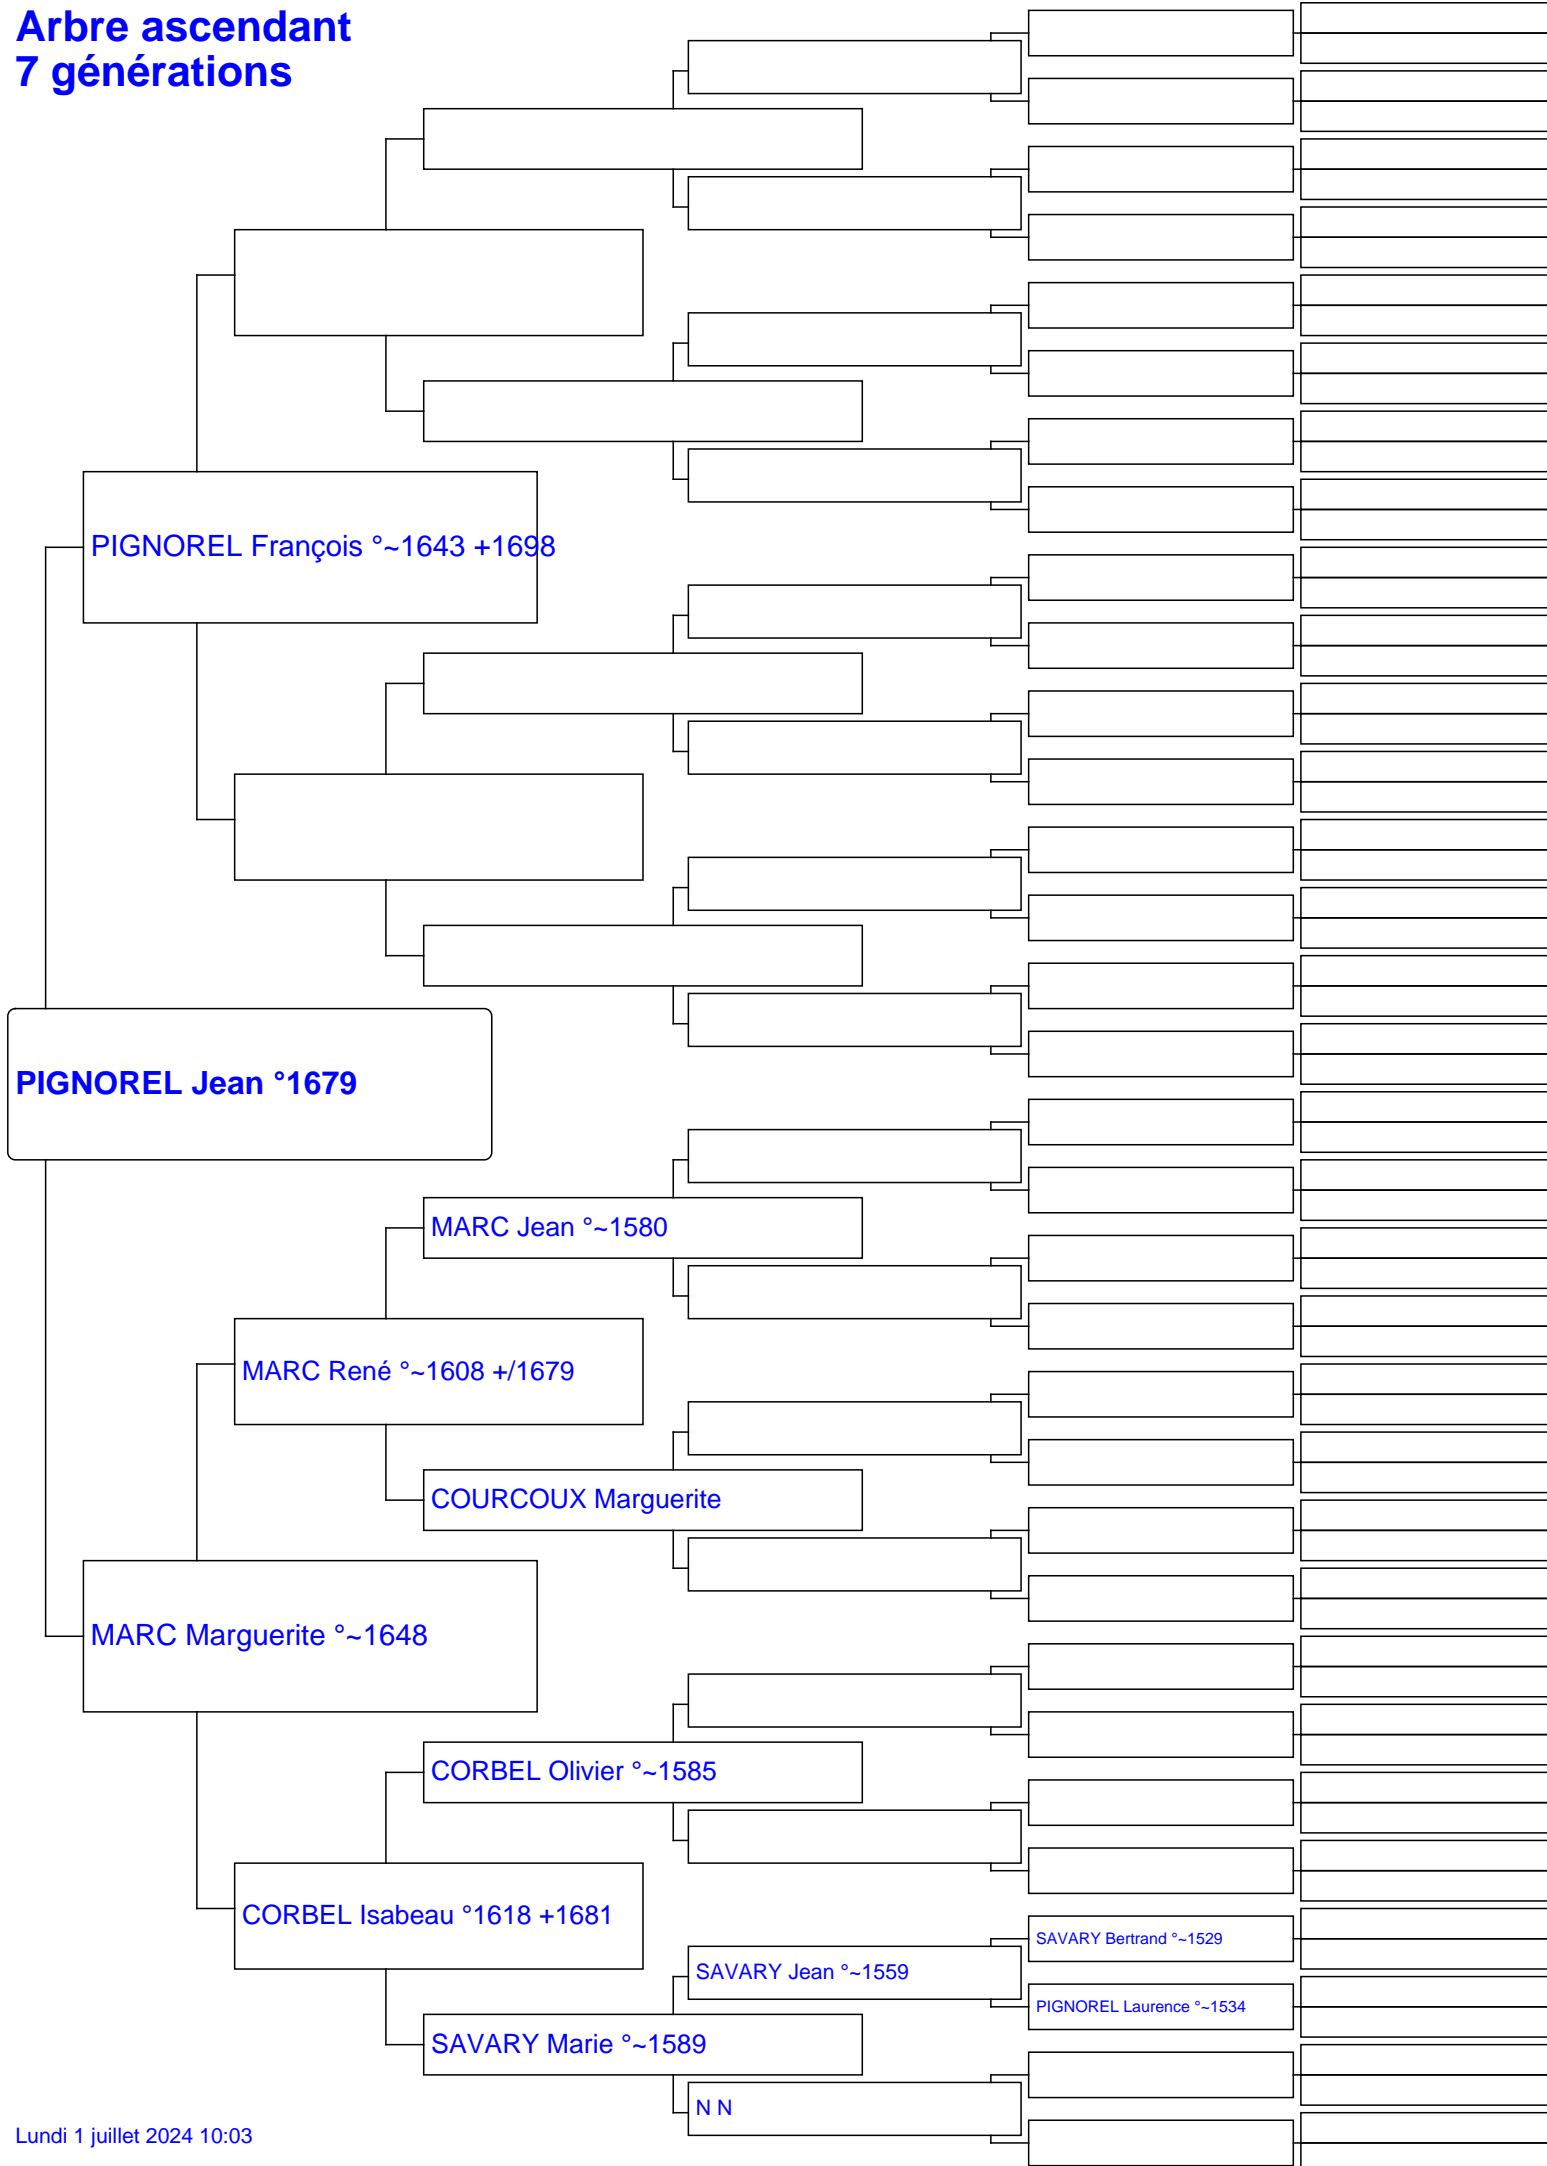 Arbre ascendant
7 générations
PIGNOREL François °~1643 +1698
PIGNOREL Jean °1679
MARC Jean °~1580
MARC René °~1608 +/1679
COURCOUX Marguerite
MARC Marguerite °~1648
CORBEL Olivier °~1585
CORBEL Isabeau °1618 +1681
SAVARY Bertrand °~1529
SAVARY Jean °~1559
PIGNOREL Laurence °~1534
SAVARY Marie °~1589
N N
Lundi 1 juillet 2024 10:03